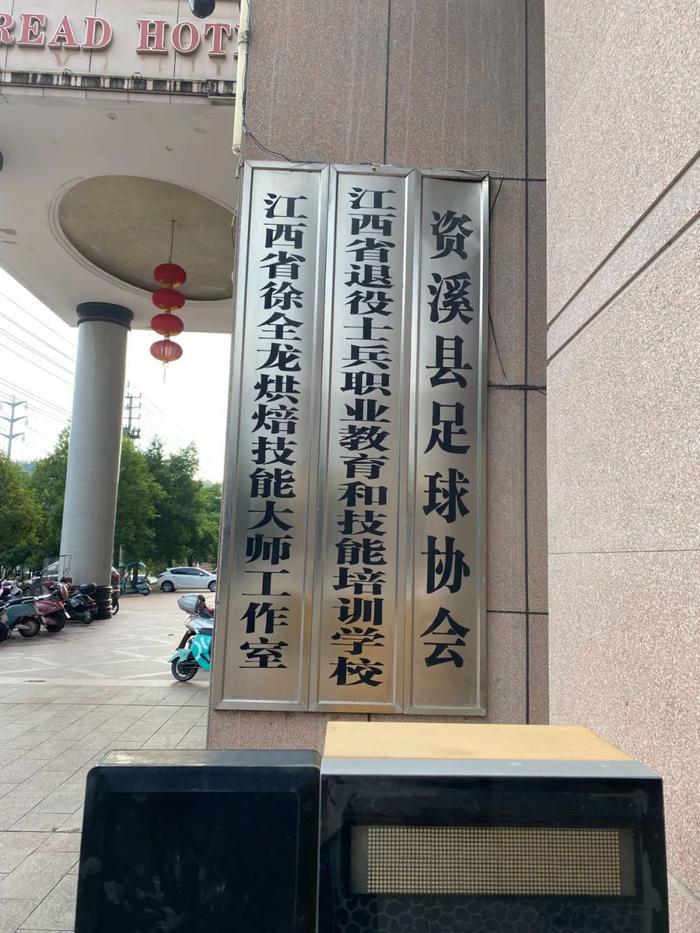 READ HOT
江西省徐全龙烘焙技能大师工作室
江西省退役士兵职业教育和技能培训学校
资溪县足球协会